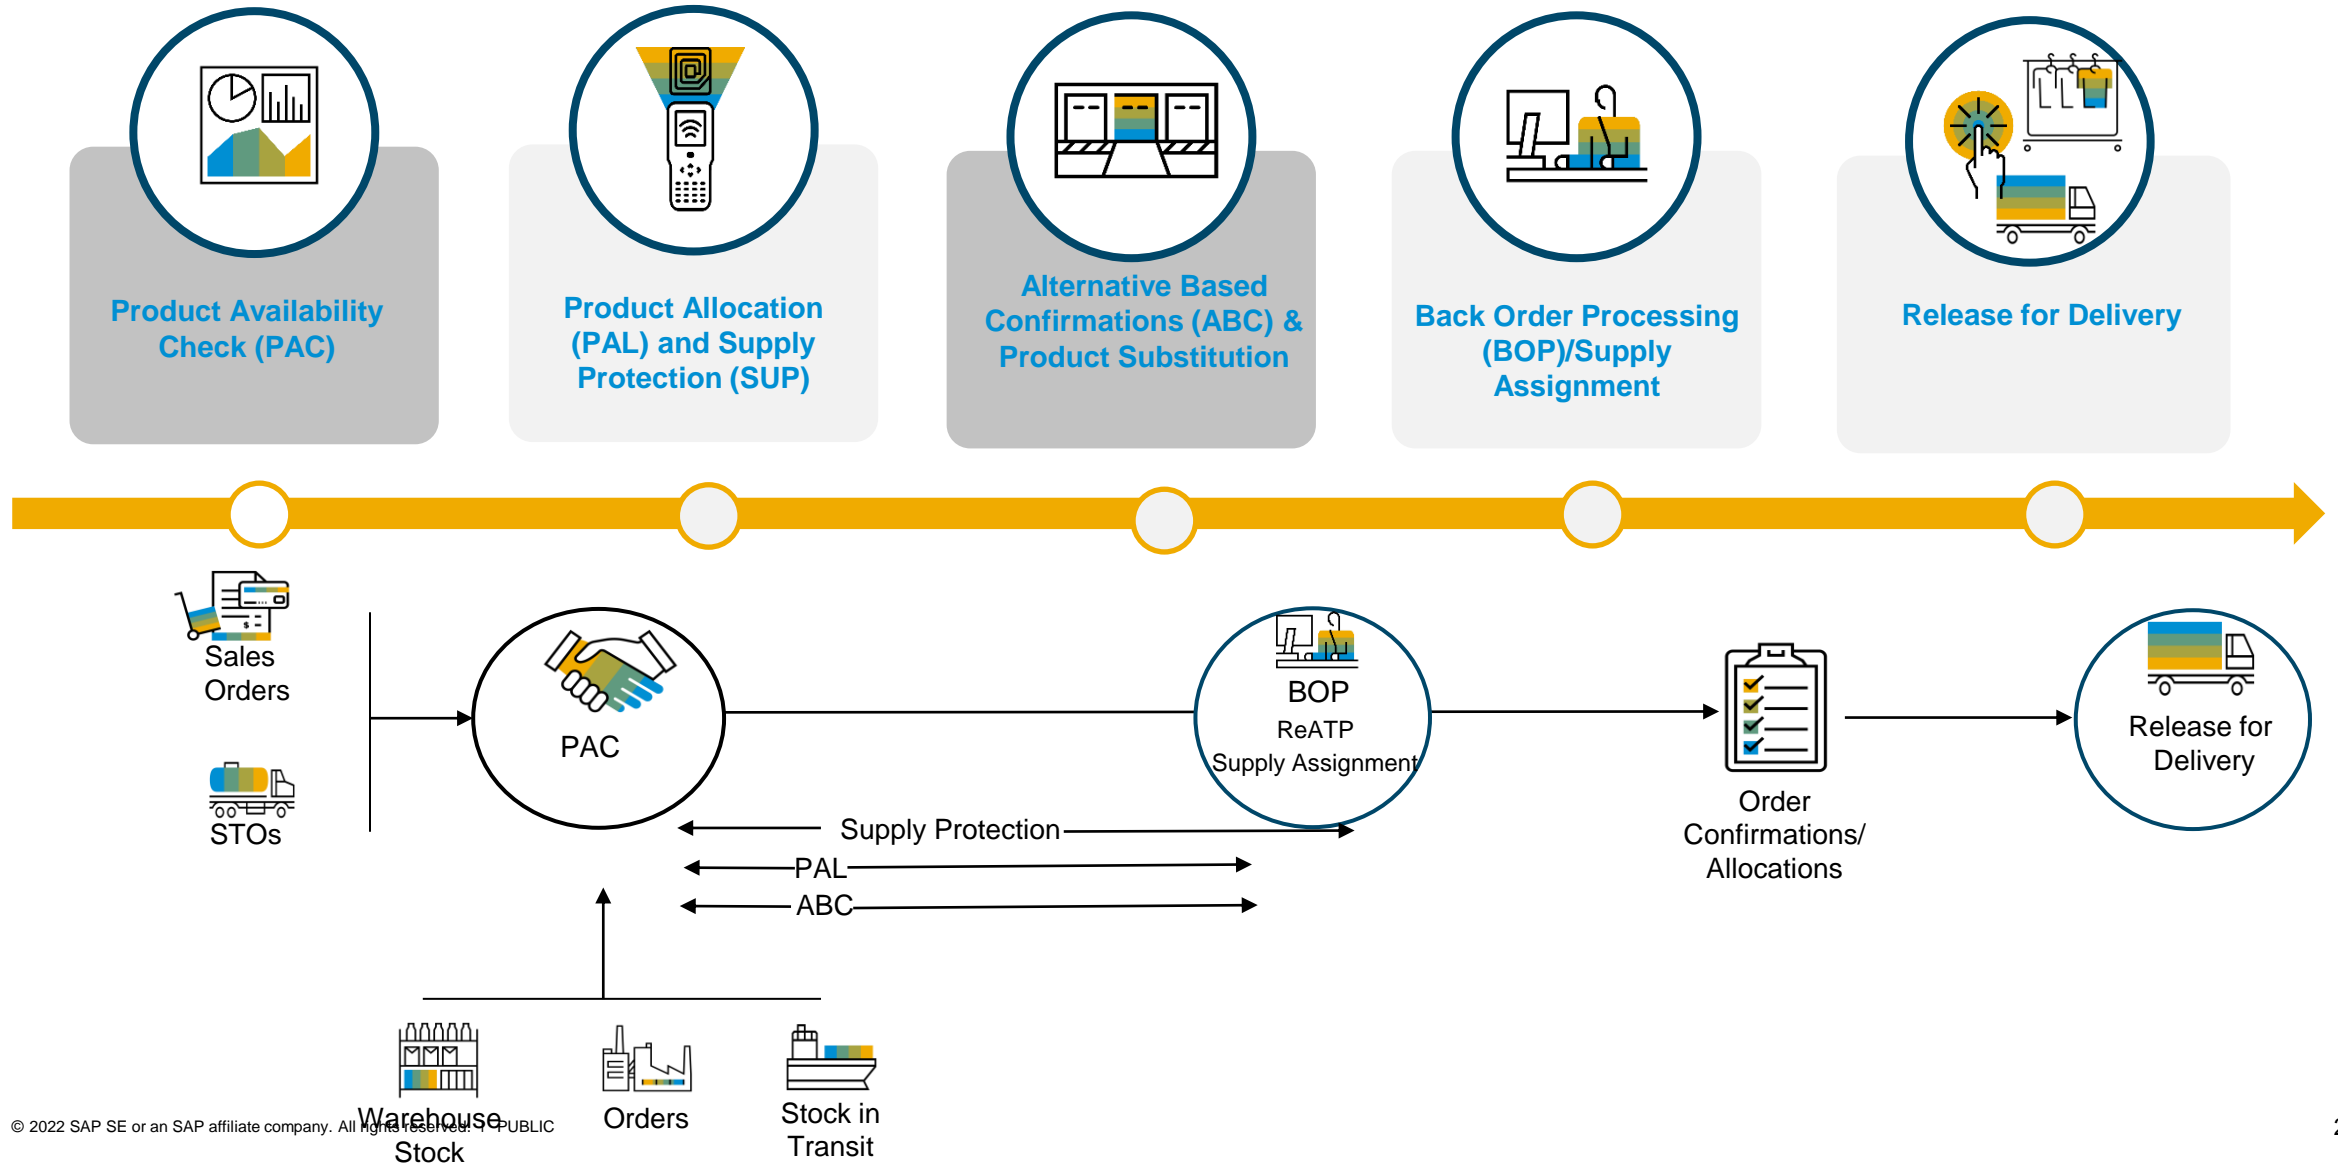 Product Availability
Check (PAC)
Product Allocation
(PAL) and Supply
Protection (SUP)
Alternative Based
Confirmations (ABC) &
Product Substitution
Back Order Processing
(BOP)/Supply
Assignment
Release for Delivery
Sales
Orders
STOs
PAC
BOP
ReATP
Supply Assignment
Supply Protection
PAL
ABC
Order
Confirmations/
Allocations
Release for
Delivery
Warehouse
Stock
Orders
Stock in
Transit
© 2022 SAP SE or an SAP affiliate company. All rights reserved. ǀ PUBLIC
2